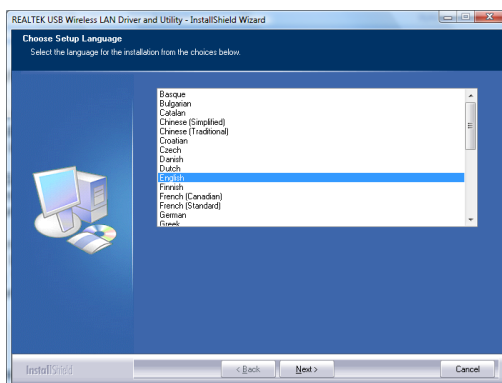 REALTEK USB Wireless LAN Driver and Utility - InstallShield Wizard
Choose Setup Language
Select the language for the installation from the choices below.
Basque
Bulgarian
Catalan
Chinese (Simplified)
Chinese (Traditional)
Croatian
Czech
Danish
Dutch
English
Finnish
French (Canadian)
French (Standard)
German
Greek
InstallShield
< Back
Next >
Cancel